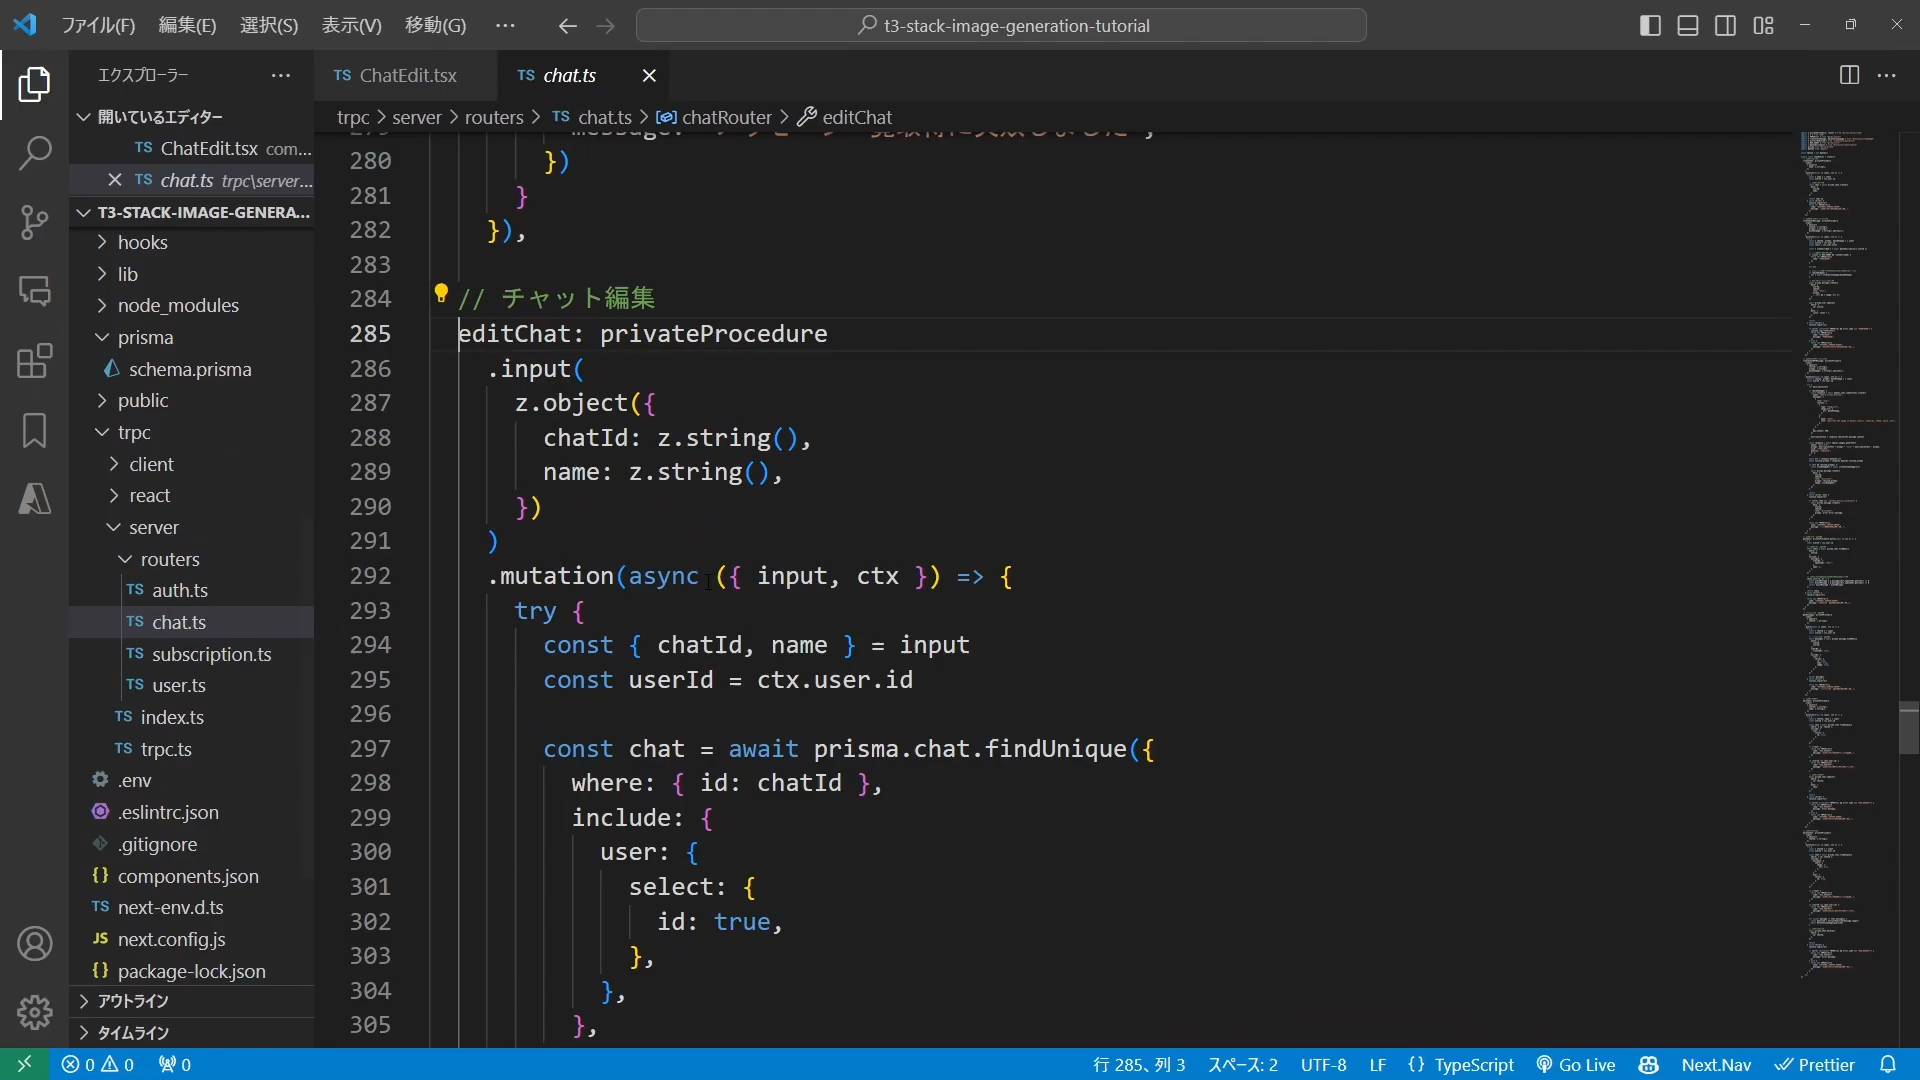 ファイル(F) 編集(E) 選択(S) 表示(V) 移動(G) ··· t3-stack-image-generation-tutorial
エクスプローラー ···
TS ChatEdit.tsx TS chat.ts
開いているエディター
trpc > server > routers > TS chat.ts > chatRouter > editChat
TS ChatEdit.tsx com...
TS chat.ts trpc\server...
T3-STACK-IMAGE-GENERA...
hooks
lib
node_modules
prisma
schema.prisma
public
trpc
client
react
server
routers
TS auth.ts
TS chat.ts
TS subscription.ts
TS user.ts
TS index.ts
TS trpc.ts
.env
.eslintrc.json
.gitignore
{} components.json
TS next-env.d.ts
JS next.config.js
{} package-lock.json
アウトライン
タイムライン
280 })
281 }
282 }),
283
284 // チャット編集
285 editChat: privateProcedure
286 .input(
287 z.object({
288 chatId: z.string(),
289 name: z.string(),
290 })
291 )
292 .mutation(async ({ input, ctx }) => {
293 try {
294 const { chatId, name } = input
295 const userId = ctx.user.id
296
297 const chat = await prisma.chat.findUnique({
298 where: { id: chatId },
299 include: {
300 user: {
301 select: {
302 id: true,
303 },
304 },
305 },
0 0 0 行 285、列 3 スペース: 2 UTF-8 LF {} TypeScript Go Live Next.Nav Prettier